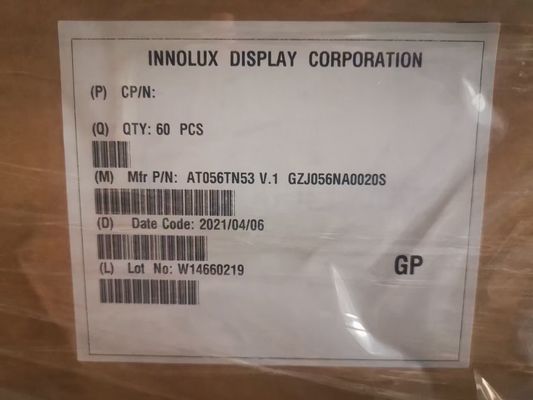 INNOLUX DISPLAY CORPORATION
(P) CP/N:
(Q) QTY: 60 PCS
(M) Mfr P/N: AT056TN53 V.1 GZJ056NA0020S
(D) Date Code: 2021/04/06
(L) Lot No: W14660219
GP